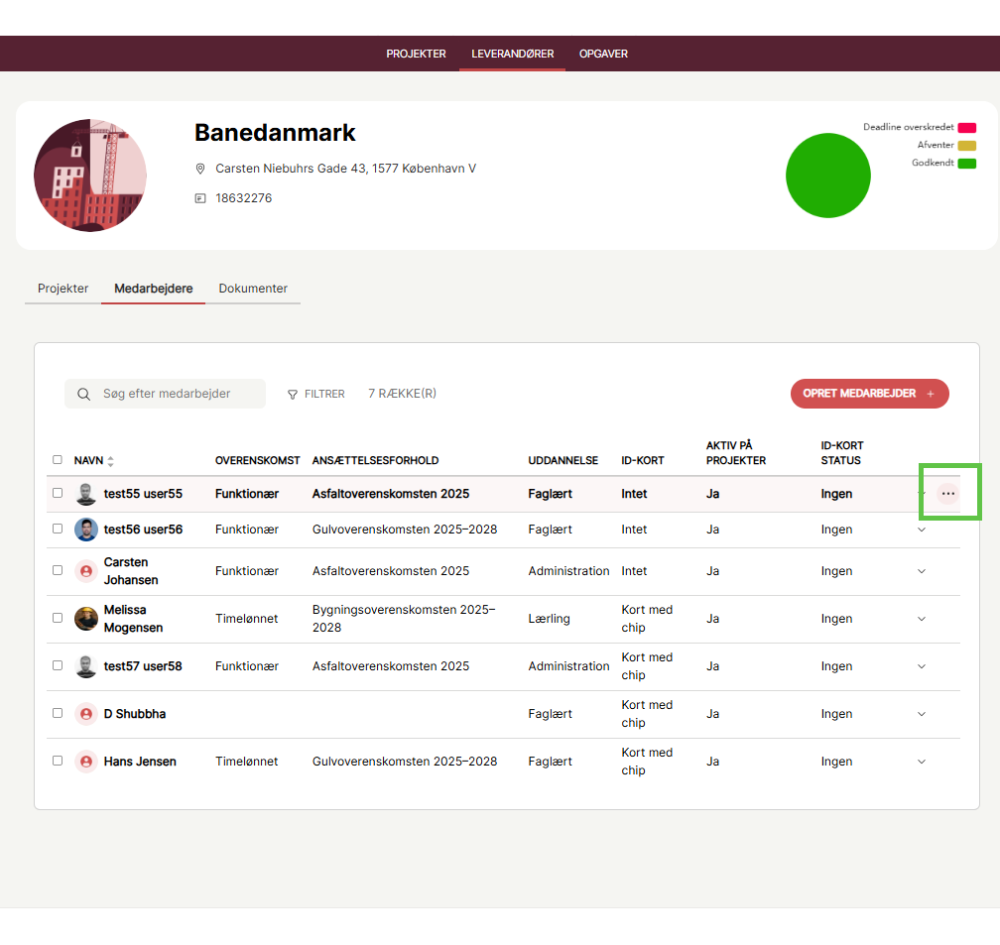 PROJEKTER LEVERANDØRER OPGAVER
Banedanmark
Carsten Niebuhrs Gade 43, 1577 København V
18632276
Deadline overskredet
Afventer
Godkendt
Projekter Medarbejdere Dokumenter
Søg efter medarbejder FILTRER 7 RÆKKE(R) OPRET MEDARBEJDER +
NAVN OVERENSKOMST ANSÆTTELSESFORHOLD UDDANNELSE ID-KORT AKTIV PÅ
PROJEKTER ID-KORT
STATUS
test55 user55 Funktionær Asfaltoverenskomsten 2025 Faglært Intet Ja Ingen
test56 user56 Funktionær Gulvoverenskomsten 2025–2028 Faglært Intet Ja Ingen
Carsten
Johansen Funktionær Asfaltoverenskomsten 2025 Administration Intet Ja Ingen
Melissa
Mogensen Timelønnet Bygningsoverenskomsten 2025–
2028 Lærling Kort med
chip Ja Ingen
test57 user58 Funktionær Asfaltoverenskomsten 2025 Administration Kort med
chip Ja Ingen
D Shubbha Faglært Kort med
chip Ja Ingen
Hans Jensen Timelønnet Gulvoverenskomsten 2025–2028 Faglært Kort med
chip Ja Ingen